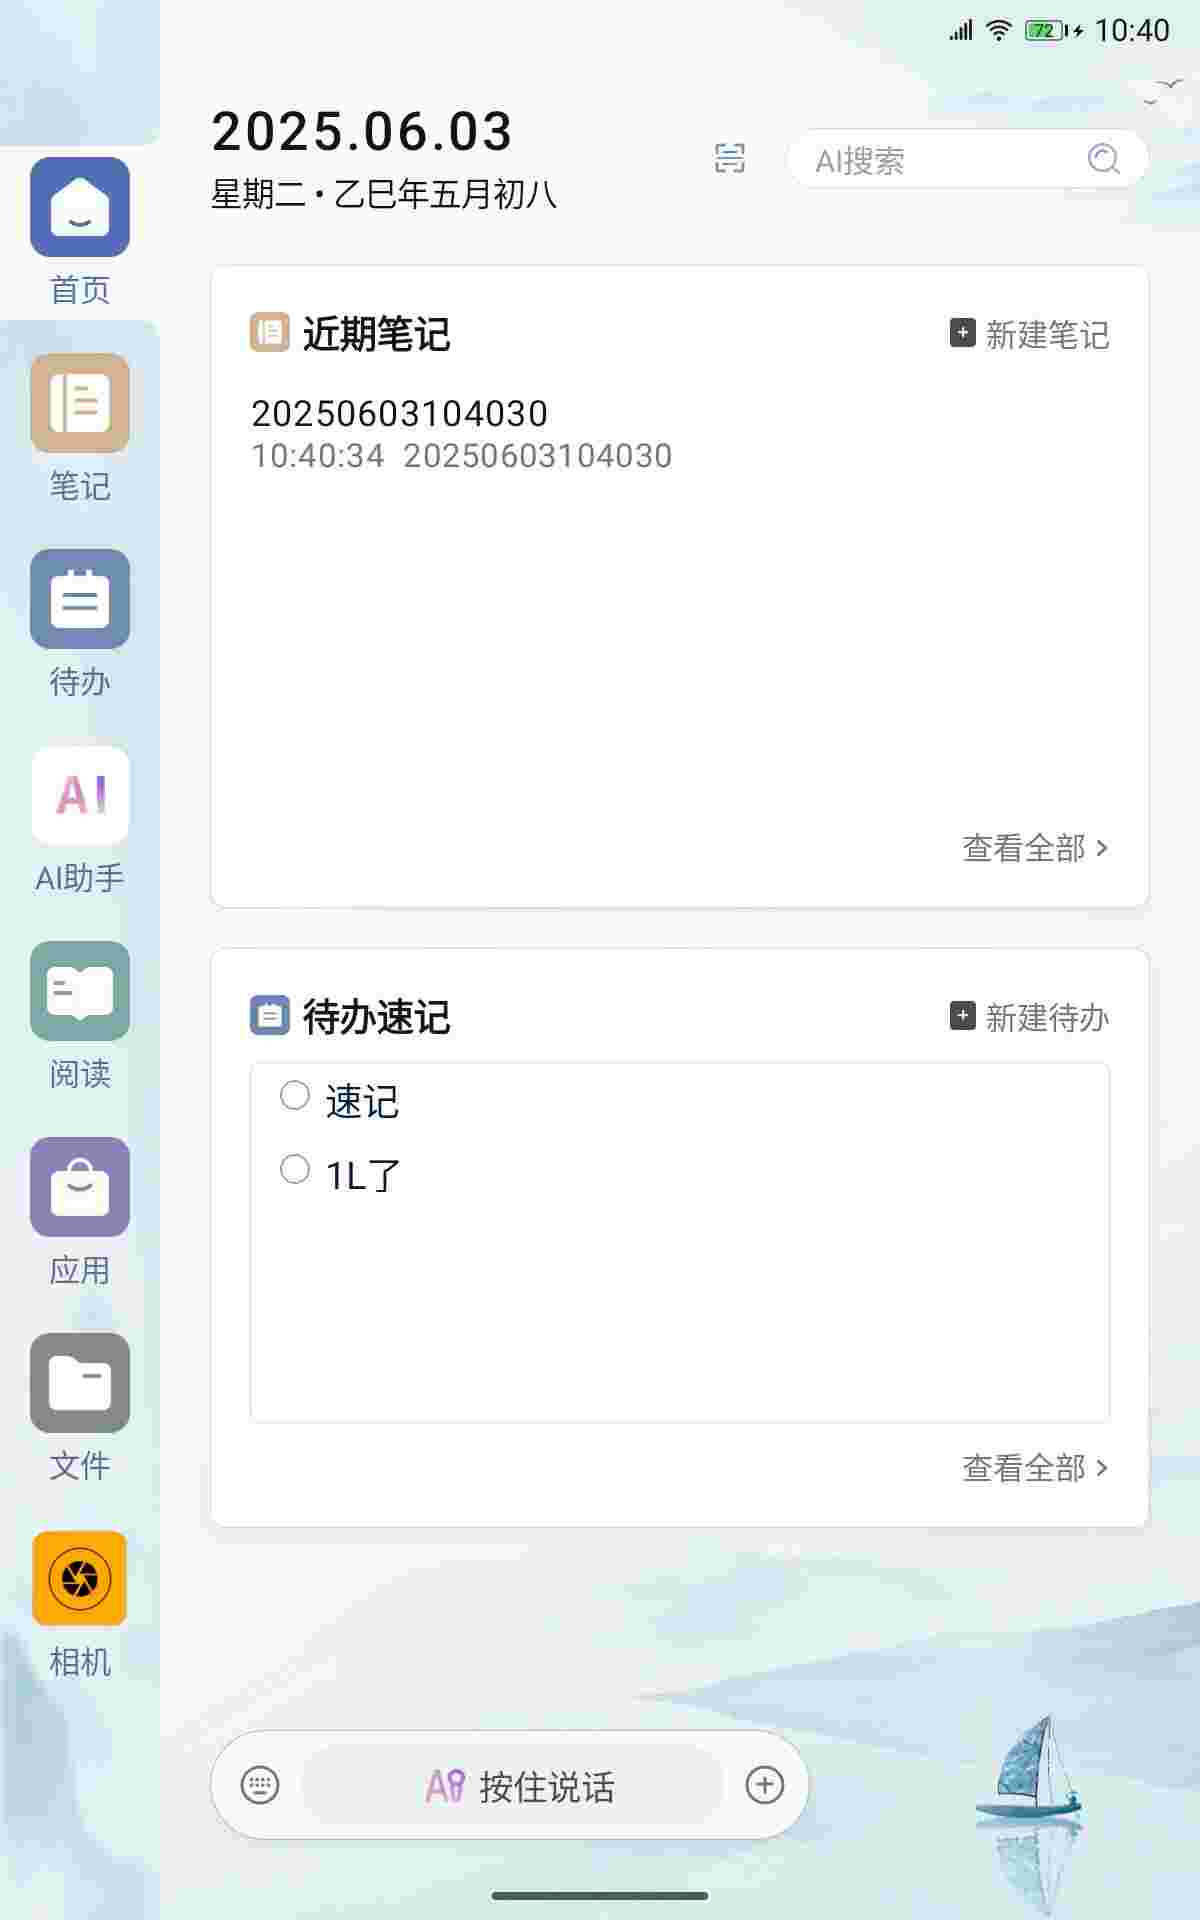 72 10:40
2025.06.03
星期二·乙巳年五月初八
AI搜索
首页
笔记
待办
AI
AI助手
阅读
应用
文件
相机
近期笔记
新建笔记
20250603104030
10:40:34 20250603104030
查看全部
待办速记
新建待办
速记
1L了
查看全部
AI 按住说话